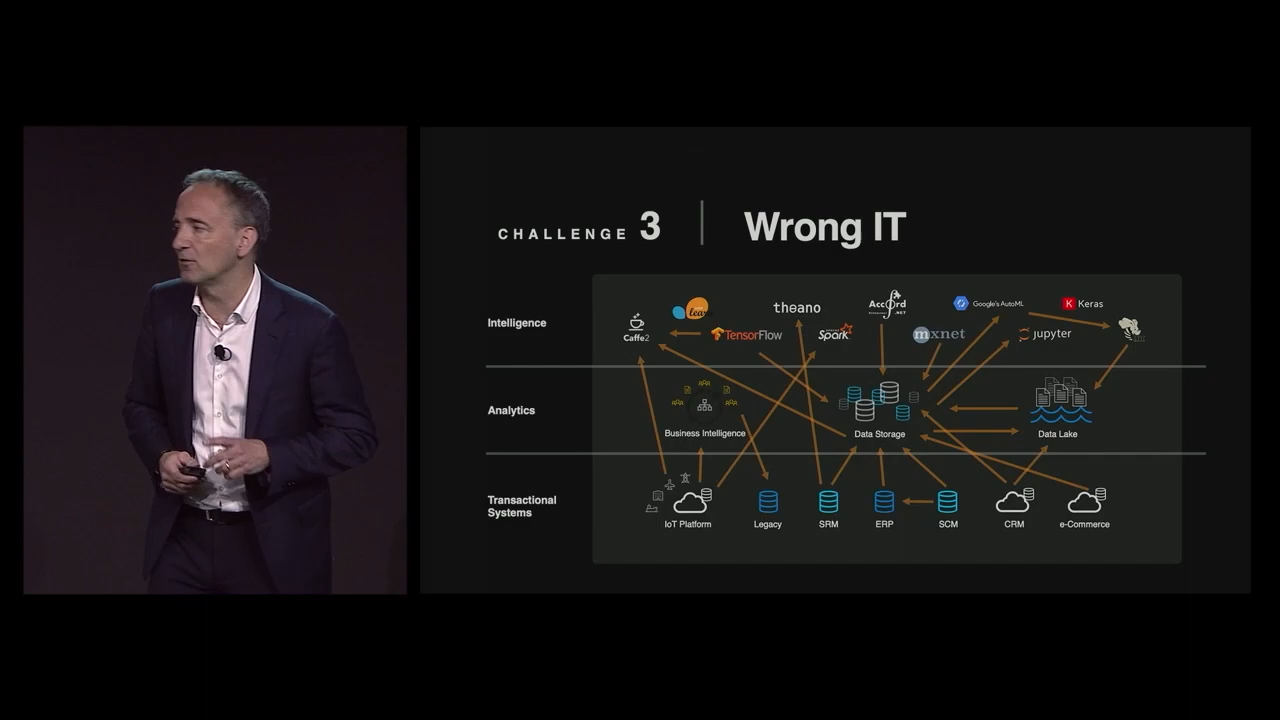 CHALLENGE 3
Wrong IT
Intelligence
learn
theano
Accord
.NET
Google's AutoML
Keras
Caffe2
TensorFlow
Spark
mxnet
jupyter
Analytics
Business Intelligence
Data Storage
Data Lake
Transactional
Systems
IoT Platform
Legacy
SRM
ERP
SCM
CRM
e-Commerce